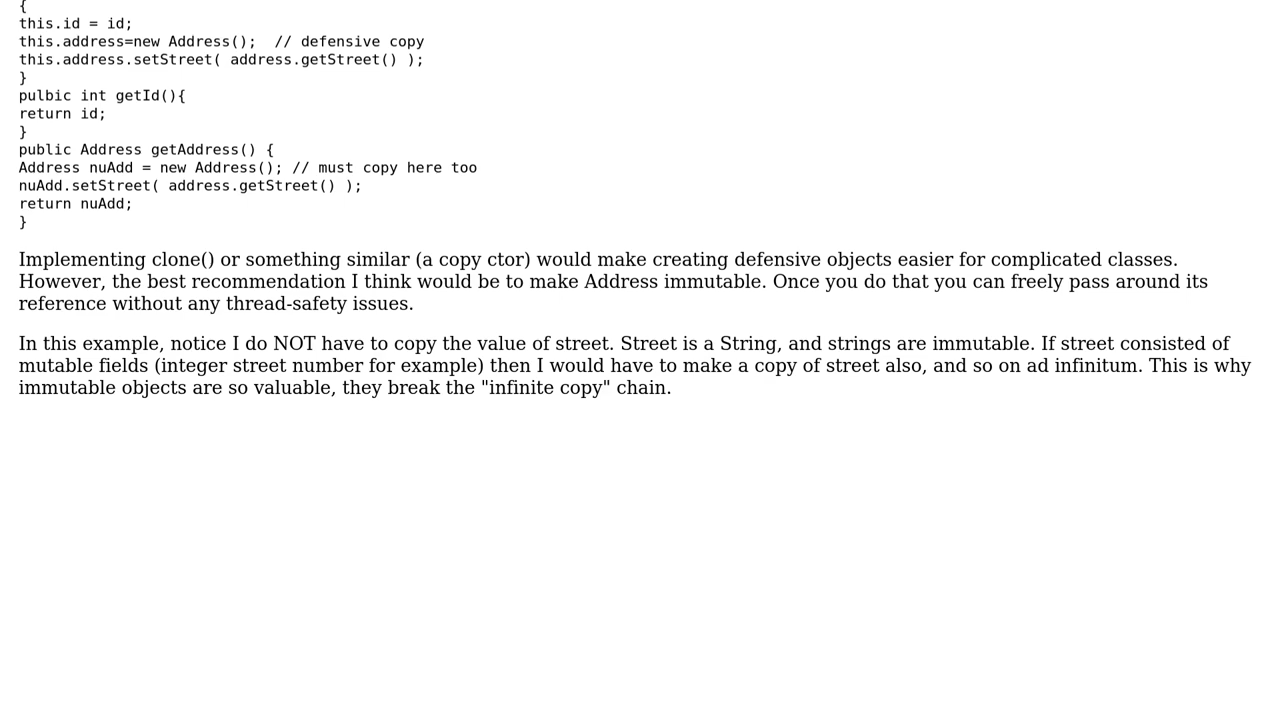 {
this.id = id;
this.address=new Address();  // defensive copy
this.address.setStreet( address.getStreet() );
}
pulbic int getId(){
return id;
}
public Address getAddress() {
Address nuAdd = new Address(); // must copy here too
nuAdd.setStreet( address.getStreet() );
return nuAdd;
}
Implementing clone() or something similar (a copy ctor) would make creating defensive objects easier for complicated classes.
However, the best recommendation I think would be to make Address immutable. Once you do that you can freely pass around its
reference without any thread-safety issues.
In this example, notice I do NOT have to copy the value of street. Street is a String, and strings are immutable. If street consisted of
mutable fields (integer street number for example) then I would have to make a copy of street also, and so on ad infinitum. This is why
immutable objects are so valuable, they break the "infinite copy" chain.